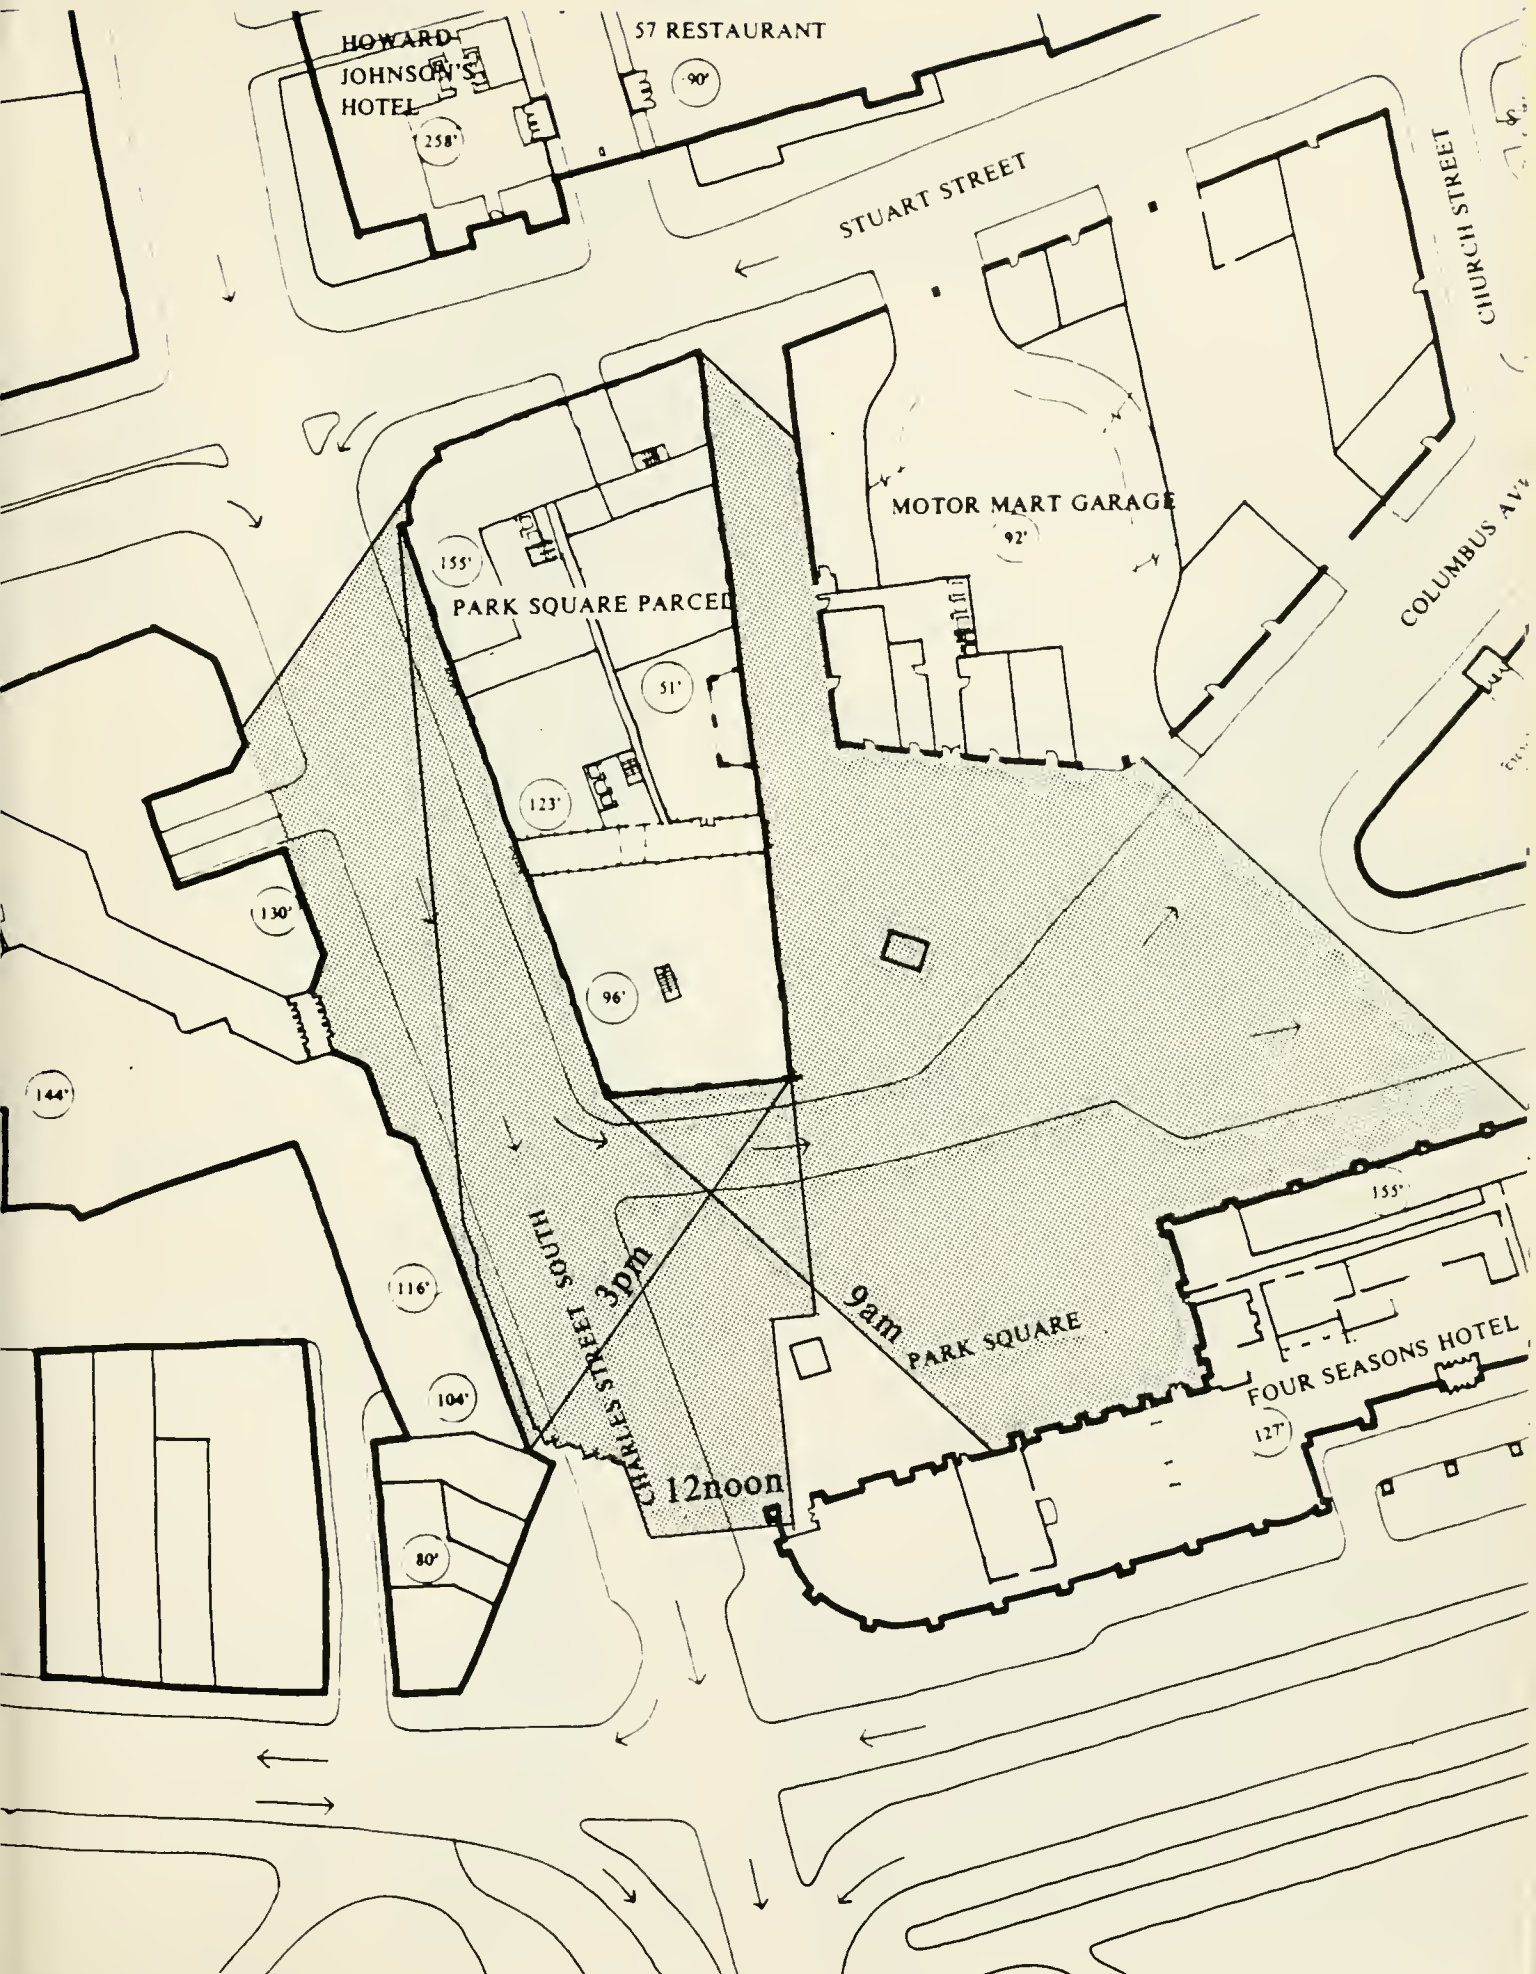 HOWARD
JOHNSON'S
HOTEL
258'
57 RESTAURANT
90'
STUART STREET
CHURCH STREET
MOTOR MART GARAGE
92'
COLUMBUS AV
155'
PARK SQUARE PARCEL
51'
123'
130'
96'
144'
155'
SOUTH
CHARLES STREET
3pm
116'
9am
PARK SQUARE
FOUR SEASONS HOTEL
104'
127'
12noon
80'